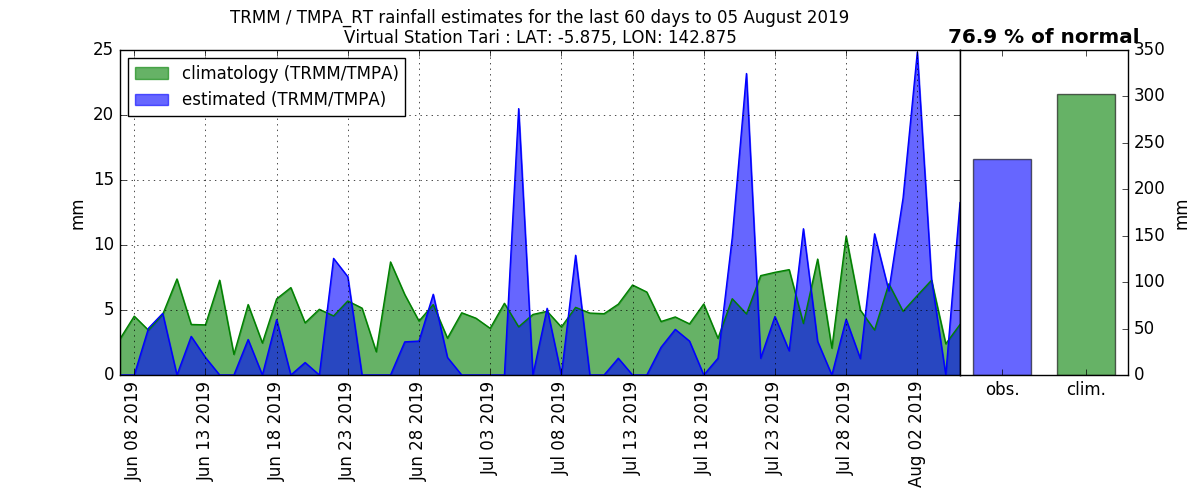 TRMM / TMPA_RT rainfall estimates for the last 60 days to 05 August 2019
Virtual Station Tari : LAT: -5.875, LON: 142.875
76.9 % of normal
climatology (TRMM/TMPA)
estimated (TRMM/TMPA)
25
20
15
10
5
0
mm
Jun 08 2019
Jun 13 2019
Jun 18 2019
Jun 23 2019
Jun 28 2019
Jul 03 2019
Jul 08 2019
Jul 13 2019
Jul 18 2019
Jul 23 2019
Jul 28 2019
Aug 02 2019
obs.
clim.
350
300
250
200
150
100
50
0
mm